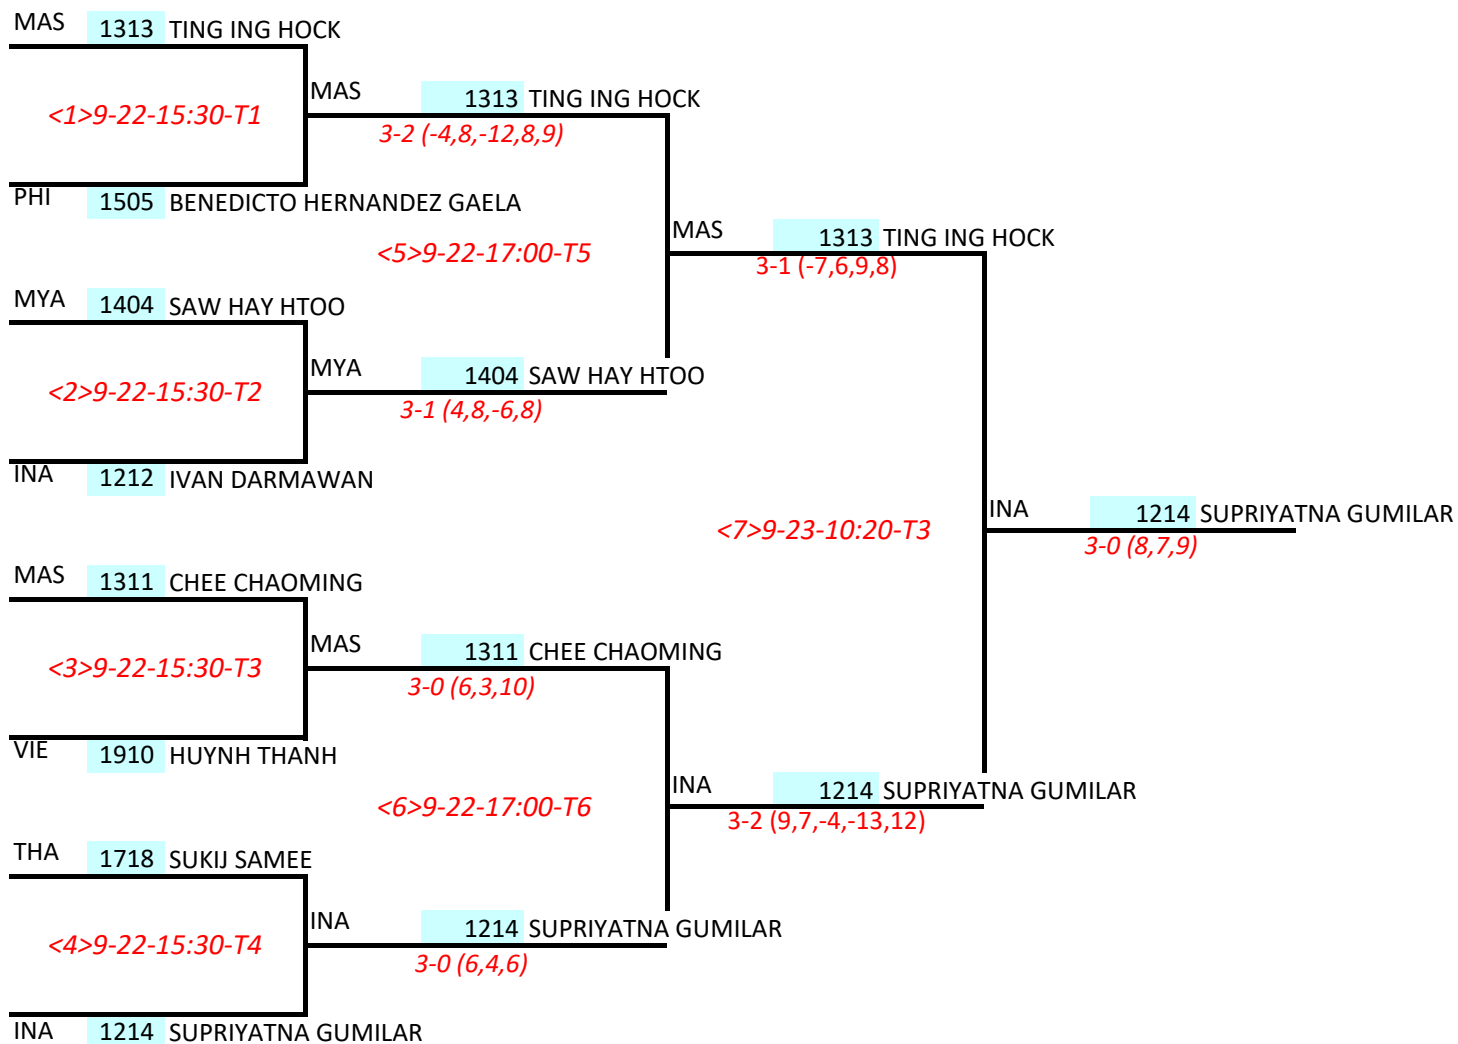 MAS 1313 TING ING HOCK
MAS 1313 TING ING HOCK
<1>9-22-15:30-T1
3-2 (-4,8,-12,8,9)
PHI 1505 BENEDICTO HERNANDEZ GAELA
MAS 1313 TING ING HOCK
<5>9-22-17:00-T5
3-1 (-7,6,9,8)
MYA 1404 SAW HAY HTOO
MYA 1404 SAW HAY HTOO
<2>9-22-15:30-T2
3-1 (4,8,-6,8)
INA 1212 IVAN DARMAWAN
INA 1214 SUPRIYATNA GUMILAR
<7>9-23-10:20-T3
3-0 (8,7,9)
MAS 1311 CHEE CHAOMING
MAS 1311 CHEE CHAOMING
<3>9-22-15:30-T3
3-0 (6,3,10)
VIE 1910 HUYNH THANH
INA 1214 SUPRIYATNA GUMILAR
<6>9-22-17:00-T6
3-2 (9,7,-4,-13,12)
THA 1718 SUKIJ SAMEE
INA 1214 SUPRIYATNA GUMILAR
<4>9-22-15:30-T4
3-0 (6,4,6)
INA 1214 SUPRIYATNA GUMILAR